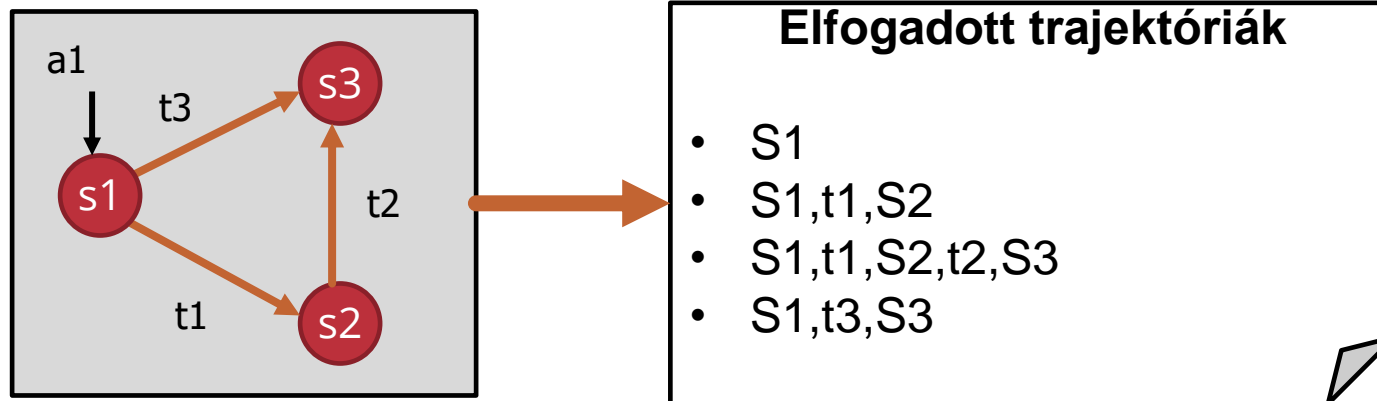 a1
t3
s3
s1
t2
t1
s2
Elfogadott trajektóriák
• S1
• S1,t1,S2
• S1,t1,S2,t2,S3
• S1,t3,S3